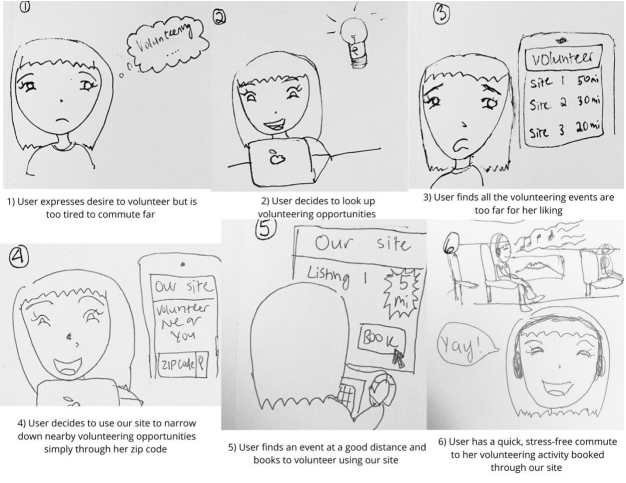 1
Volunteering
....
1) User expresses desire to volunteer but is
too tired to commute far
2
2) User decides to look up
volunteering opportunities
3
Volunteer
Site 1 50mi
Site 2 30mi
Site 3 20mi
3) User finds all the volunteering events are
too far for her liking
4
Our site
Volunteer
Near
You
ZIP Code
4) User decides to use our site to narrow
down nearby volunteering opportunities
simply through her zip code
5
Our site
Listing 1
5
mi
BOOK
5) User finds an event at a good distance and
books to volunteer using our site
6
Yay!
6) User has a quick, stress-free commute
to her volunteering activity booked
through our site